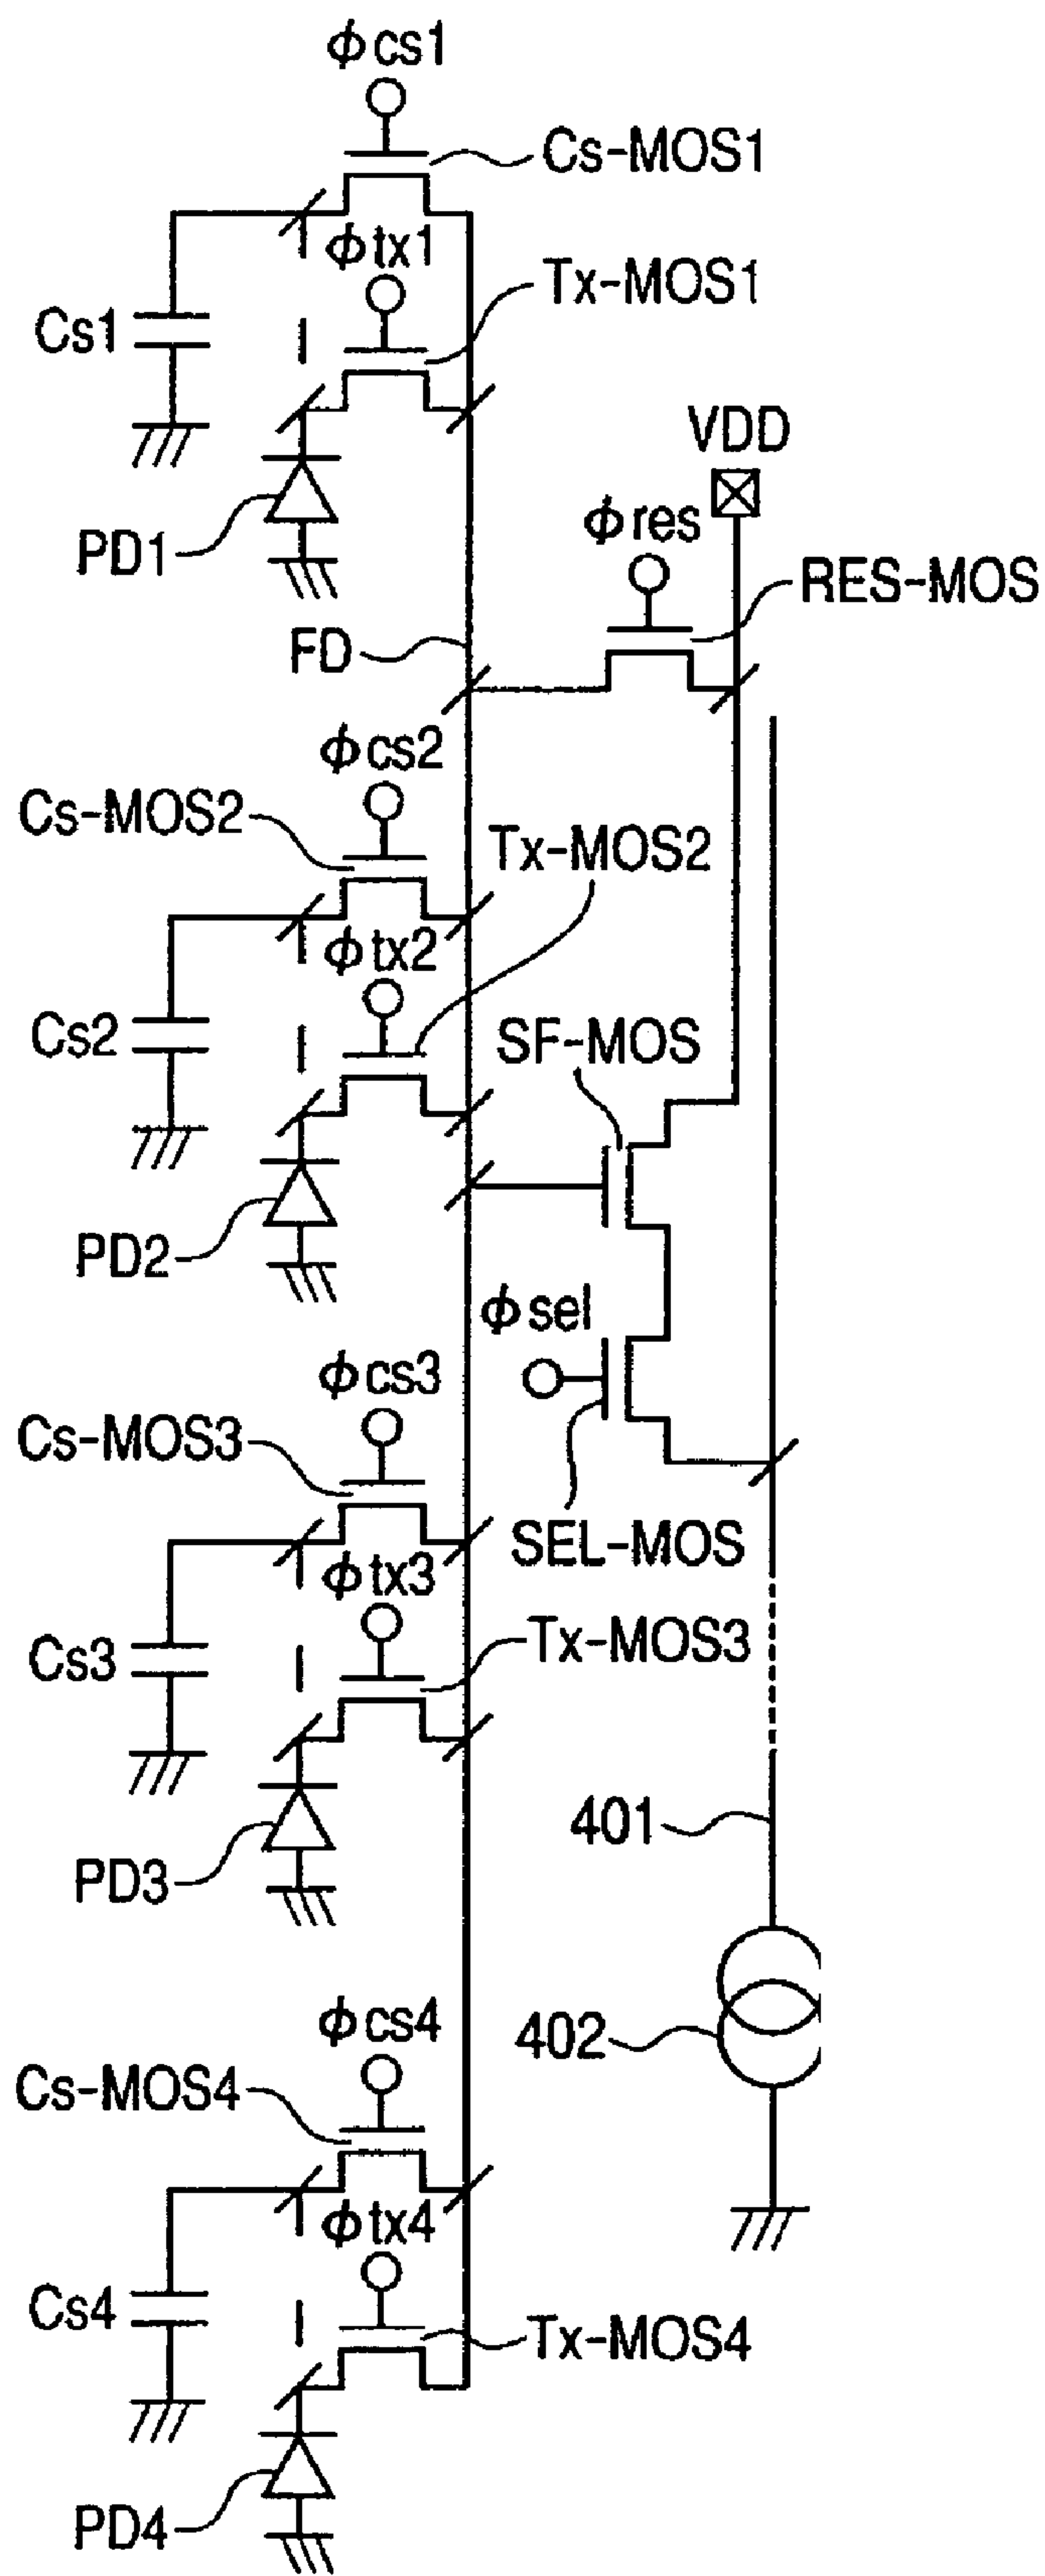 ϕcs1
Cs-MOS1
ϕtx1
Tx-MOS1
Cs1
VDD
ϕres
PD1
RES-MOS
FD
ϕcs2
Cs-MOS2
Tx-MOS2
ϕtx2
Cs2
SF-MOS
PD2
ϕsel
ϕcs3
Cs-MOS3
SEL-MOS
ϕtx3
Cs3
Tx-MOS3
401
PD3
ϕcs4
402
Cs-MOS4
ϕtx4
Cs4
Tx-MOS4
PD4